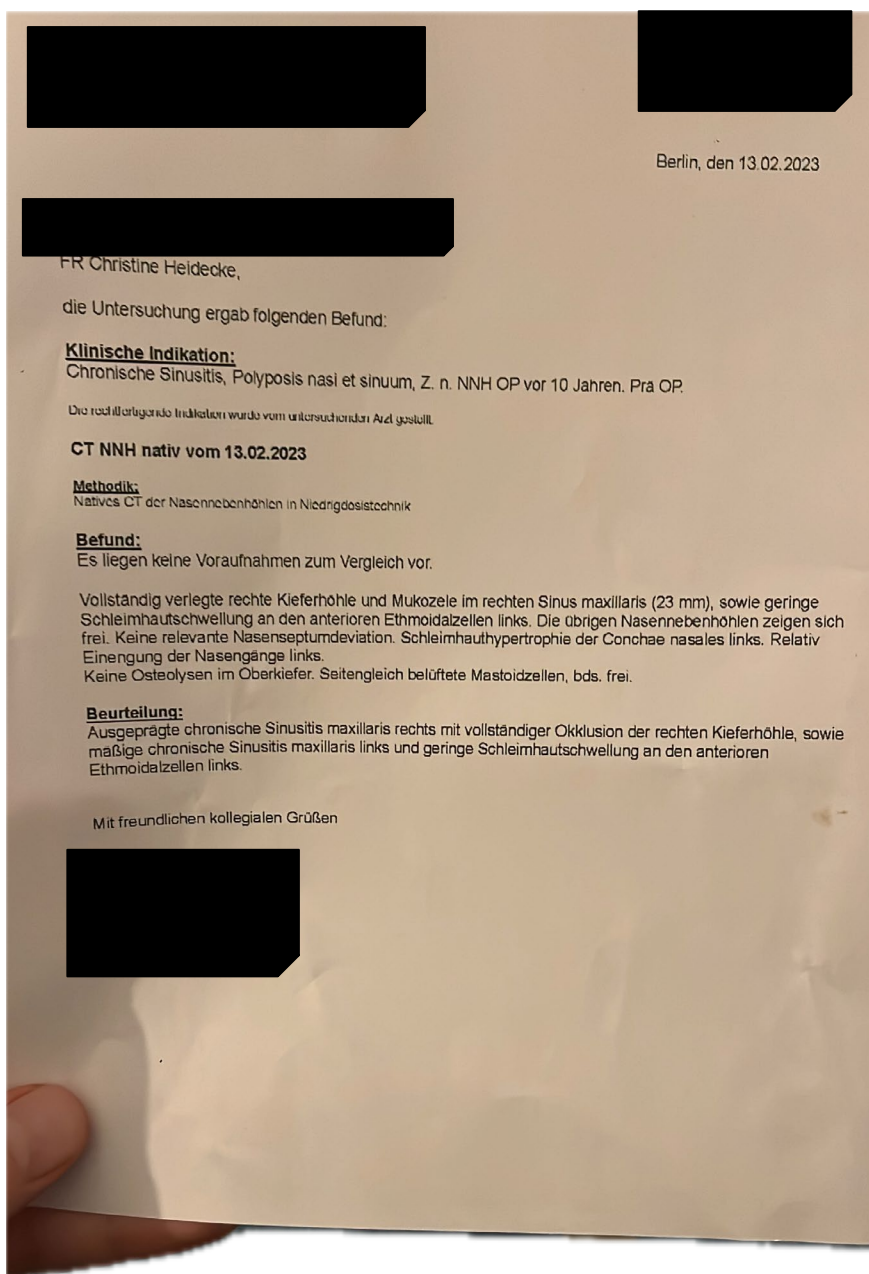 Berlin, den 13.02.2023
FR Christine Heidecke,
die Untersuchung ergab folgenden Befund:
Klinische Indikation:
Chronische Sinusitis, Polyposis nasi et sinuum, Z. n. NNH OP vor 10 Jahren. Prä OP.
Die rechtfertigende Indikation wurde vom untersuchenden Arzt gestellt.
CT NNH nativ vom 13.02.2023
Methodik:
Natives CT der Nasennebenhöhlen in Niedrigdosistechnik
Befund:
Es liegen keine Voraufnahmen zum Vergleich vor.
Vollständig verlegte rechte Kieferhöhle und Mukozele im rechten Sinus maxillaris (23 mm), sowie geringe
Schleimhautschwellung an den anterioren Ethmoidalzellen links. Die übrigen Nasennebenhöhlen zeigen sich
frei. Keine relevante Nasenseptumdeviation. Schleimhauthypertrophie der Conchae nasales links. Relativ
Einengung der Nasengänge links.
Keine Osteolysen im Oberkiefer. Seitengleich belüftete Mastoidzellen, bds. frei.
Beurteilung:
Ausgeprägte chronische Sinusitis maxillaris rechts mit vollständiger Okklusion der rechten Kieferhöhle, sowie
mäßige chronische Sinusitis maxillaris links und geringe Schleimhautschwellung an den anterioren
Ethmoidalzellen links.
Mit freundlichen kollegialen Grüßen